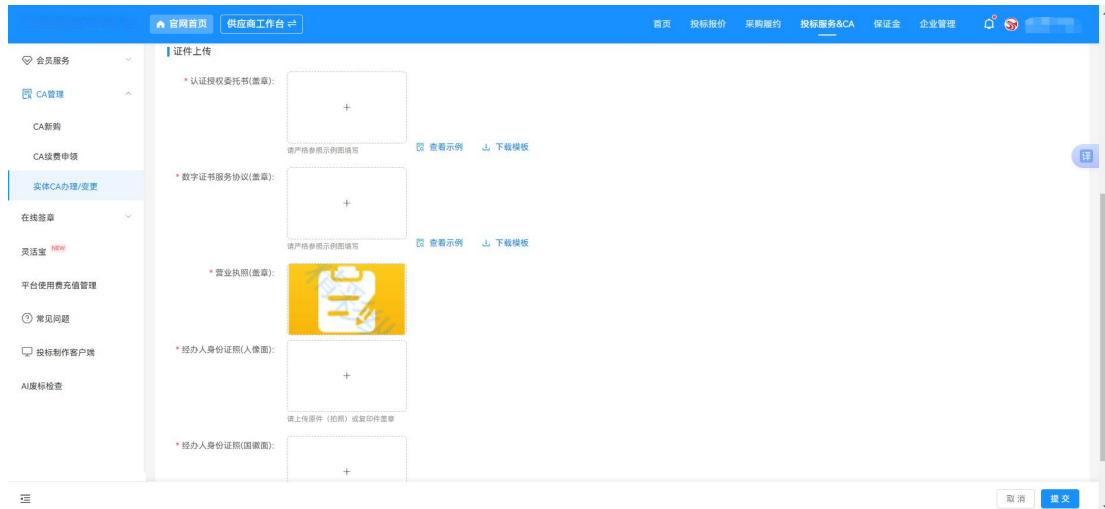 官网首页 供应商工作台 首页 投标报价 采购履约 投标服务&CA 保证金 企业管理
会员服务
CA管理
CA新购
CA续费申领
实体CA办理/变更
在线签章
灵活宝 NEW
平台使用费充值管理
常见问题
投标制作客户端
AI废标检查
证件上传
* 认证授权委托书(盖章):
+
请严格参照示例图填写 查看示例 下载模板
* 数字证书服务协议(盖章):
+
请严格参照示例图填写 查看示例 下载模板
* 营业执照(盖章):
* 经办人身份证照(人像面):
+
请上传原件（拍照）或复印件盖章
* 经办人身份证照(国徽面):
+
译
取消 提交